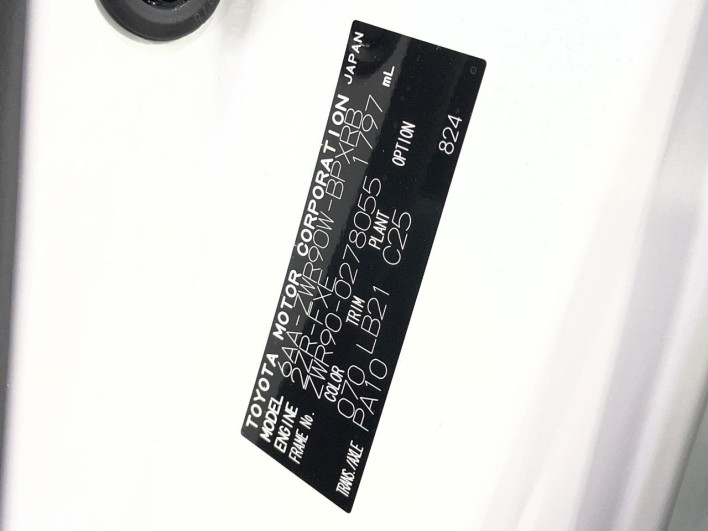 TOYOTA MOTOR CORPORATION JAPAN
MODEL 6AA-ZWR90W-BPXRB
ENGINE 2ZR-FXE 1797 mL
FRAME No. ZWR90-0278055
COLOR TRIM PLANT OPTION
070 LB21 C25 824
TRANS./AXLE PA10